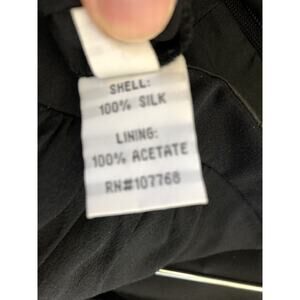 SHELL:
100% SILK
LINING:
100% ACETATE
RN#107768